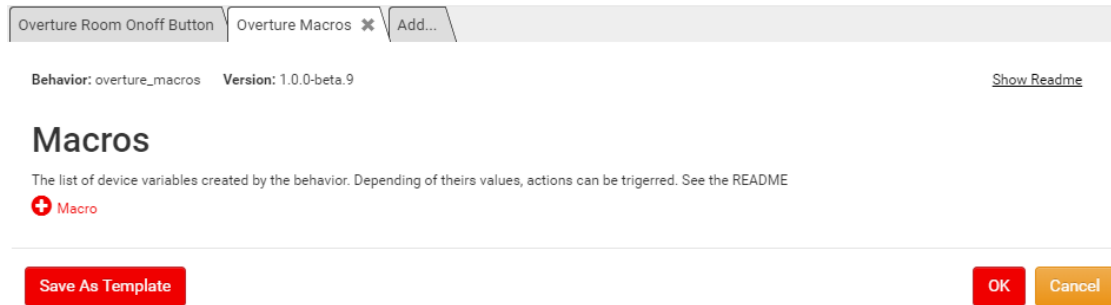 Overture Room Onoff Button Overture Macros ✖ Add...
Behavior: overture_macros Version: 1.0.0-beta.9 Show Readme
Macros
The list of device variables created by the behavior. Depending of theirs values, actions can be trigerred. See the README
Macro
Save As Template OK Cancel